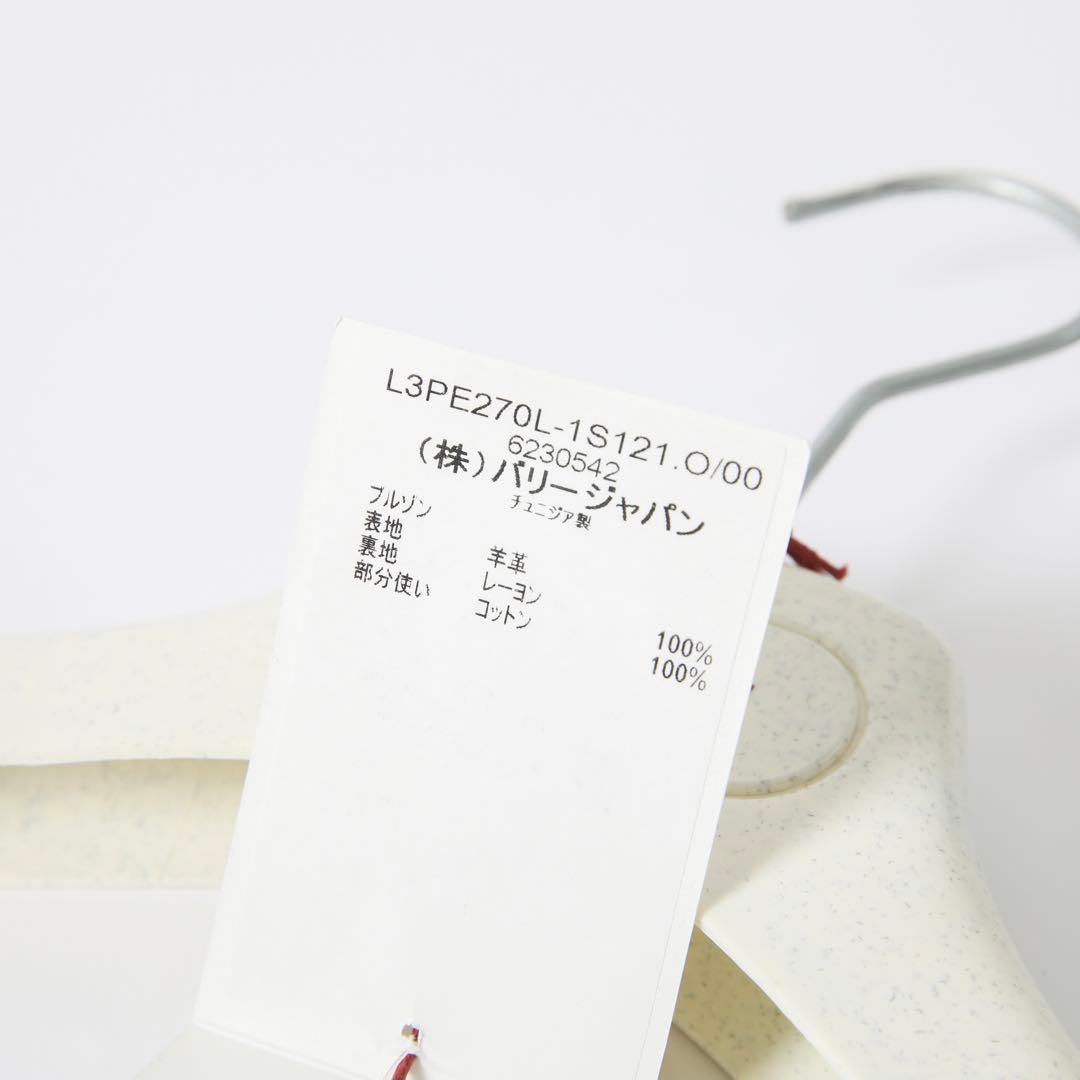 L3PE270L-1S121.O/00
6230542
(株)バリージャパン
ブルゾン チュニジア製
表地 羊革
裏地 レーヨン 100%
部分使い コットン 100%